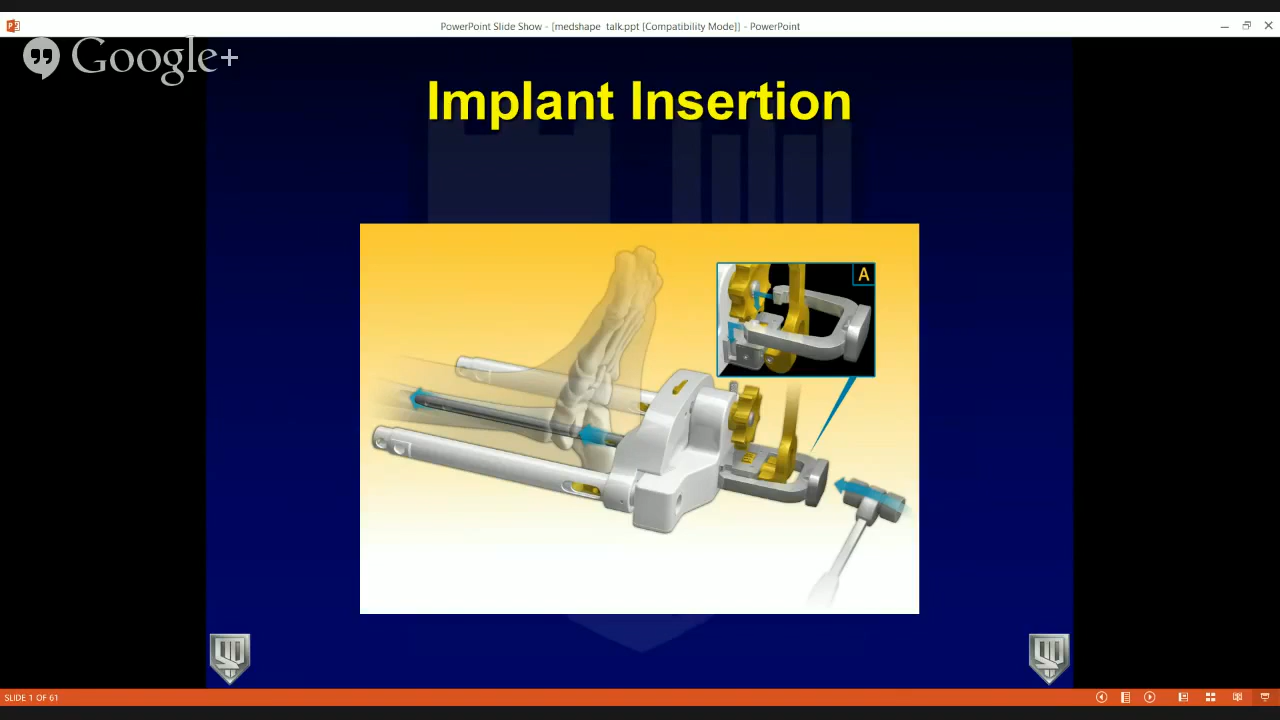 PowerPoint Slide Show - [medshape talk.ppt [Compatibility Mode]] - PowerPoint
Google+
Implant Insertion
A
SLIDE 1 OF 61